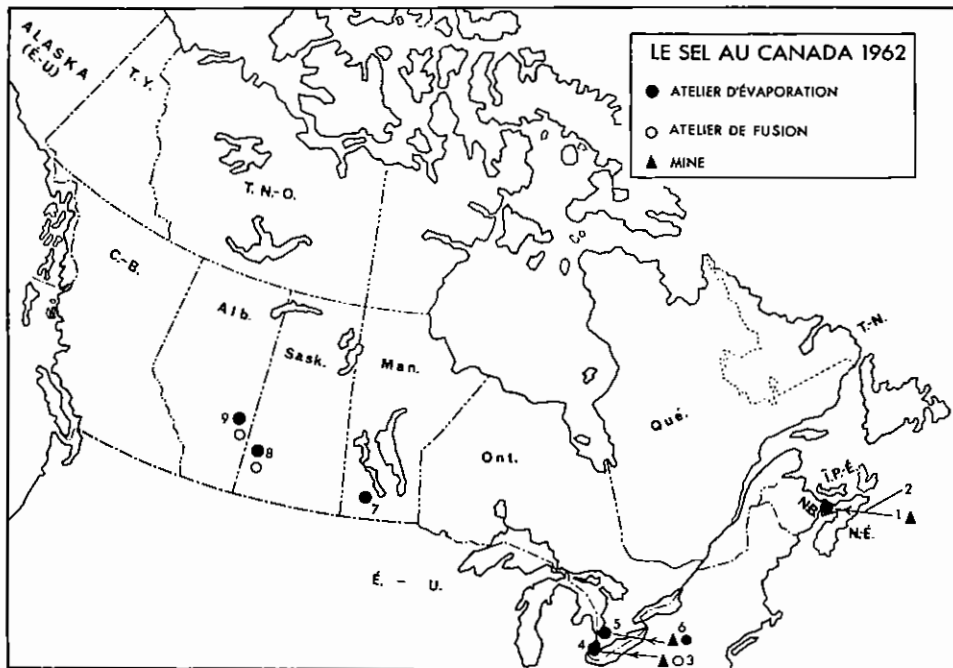 ALASKA
(É.-U.)
T.Y.
LE SEL AU CANADA 1962
ATELIER D'ÉVAPORATION
ATELIER DE FUSION
MINE
T. N.-O.
C.-B.
Alb.
Sask.
Man.
Ont.
Qué.
T.-N.
Î.P.-É.
N.B.
N.-É.
É. - U.
9
8
7
2
1
5
6
4
3